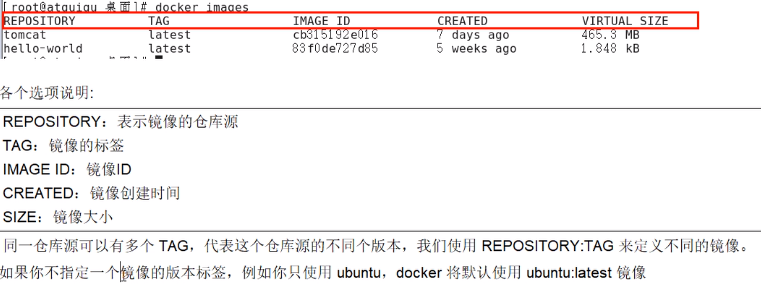 [root@atguigu 桌面]# docker images
REPOSITORY TAG IMAGE ID CREATED VIRTUAL SIZE
tomcat latest cb315192e016 7 days ago 465.3 MB
hello-world latest 83f0de727d85 5 weeks ago 1.848 kB
各个选项说明:
REPOSITORY：表示镜像的仓库源
TAG：镜像的标签
IMAGE ID：镜像ID
CREATED：镜像创建时间
SIZE：镜像大小
同一仓库源可以有多个 TAG，代表这个仓库源的不同个版本，我们使用 REPOSITORY:TAG 来定义不同的镜像。
如果你不指定一个镜像的版本标签，例如你只使用 ubuntu，docker 将默认使用 ubuntu:latest 镜像